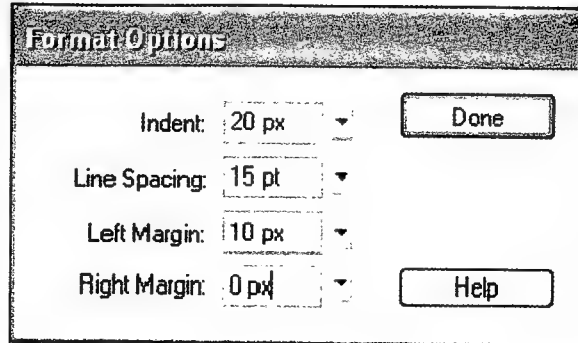 Format Options
Indent: 20 px Done
Line Spacing: 15 pt
Left Margin: 10 px
Right Margin: 0 px Help